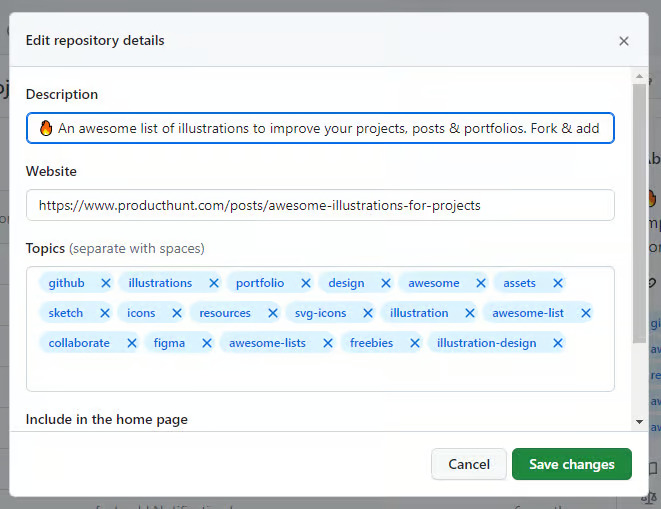 Edit repository details
Description
🔥 An awesome list of illustrations to improve your projects, posts & portfolios. Fork & add
Website
https://www.producthunt.com/posts/awesome-illustrations-for-projects
Topics (separate with spaces)
github illustrations portfolio design awesome assets
sketch icons resources svg-icons illustration awesome-list
collaborate figma awesome-lists freebies illustration-design
Include in the home page
Cancel Save changes